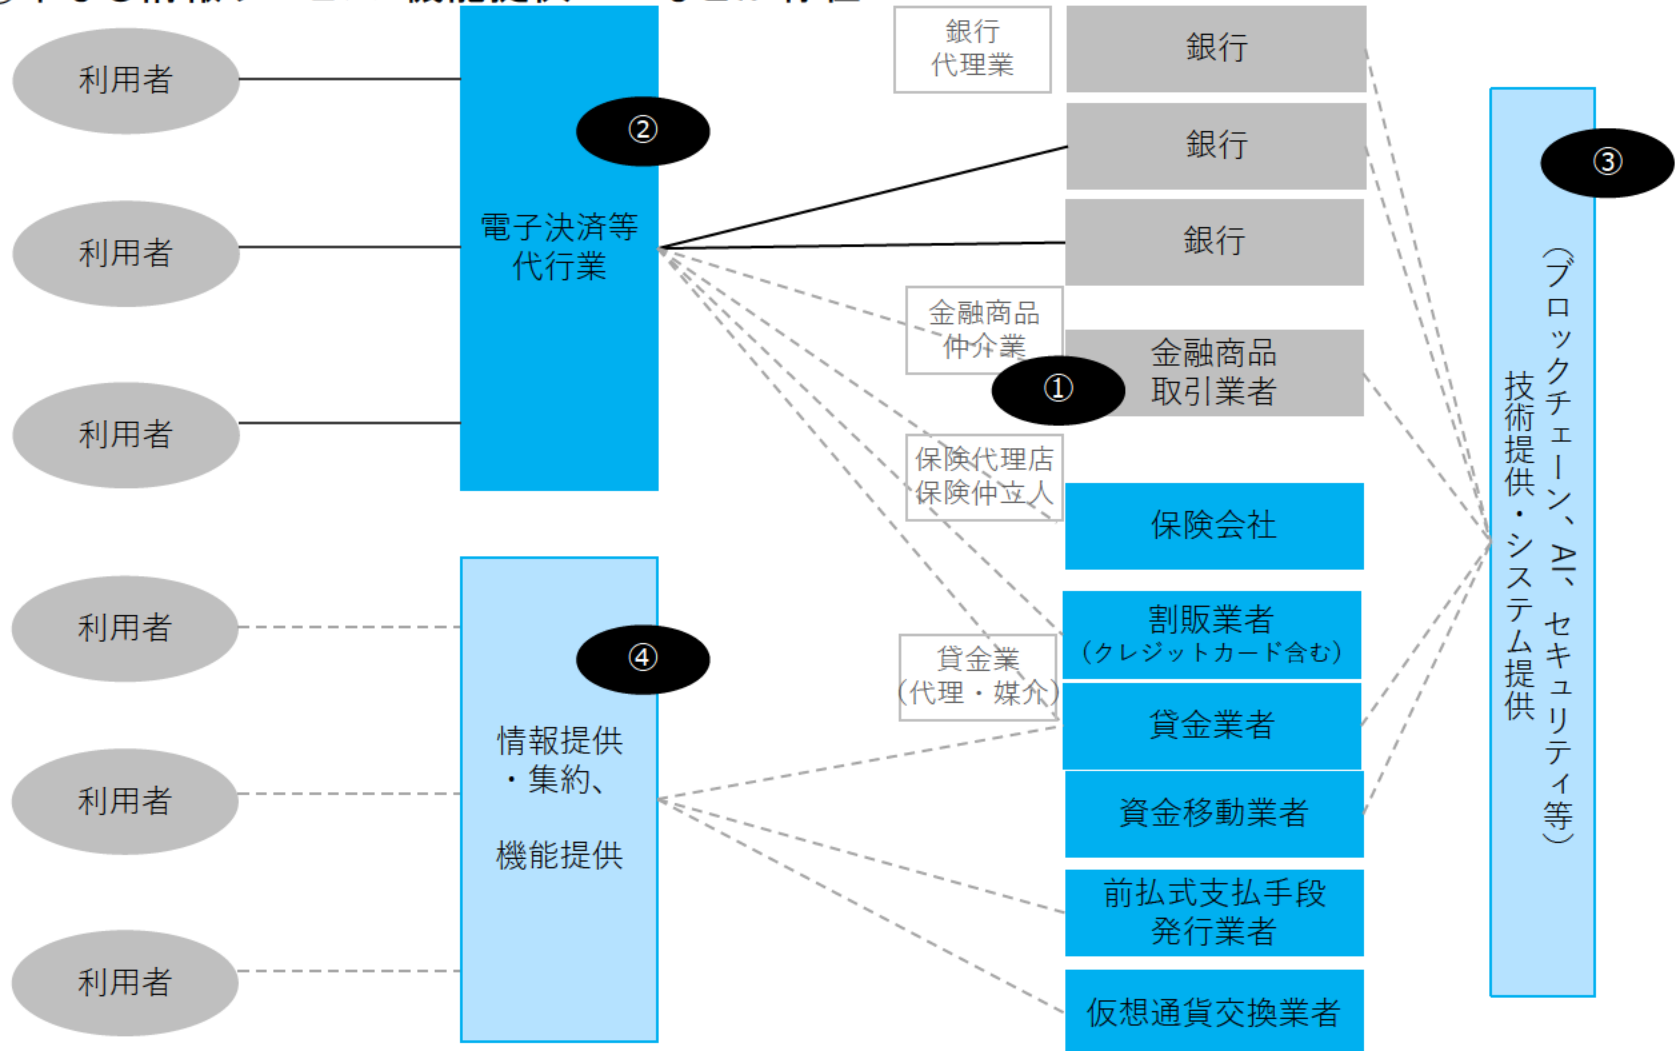 利用者
利用者
利用者
利用者
利用者
利用者
②
電子決済等
代行業
④
情報提供
・集約、
機能提供
銀行
代理業
金融商品
仲介業
保険代理店
保険仲立人
貸金業
(代理・媒介)
銀行
銀行
銀行
①
金融商品
取引業者
保険会社
割販業者
(クレジットカード含む)
貸金業者
資金移動業者
前払式支払手段
発行業者
仮想通貨交換業者
③
(ブロックチェーン、AI、セキュリティ等)
技術提供・システム提供